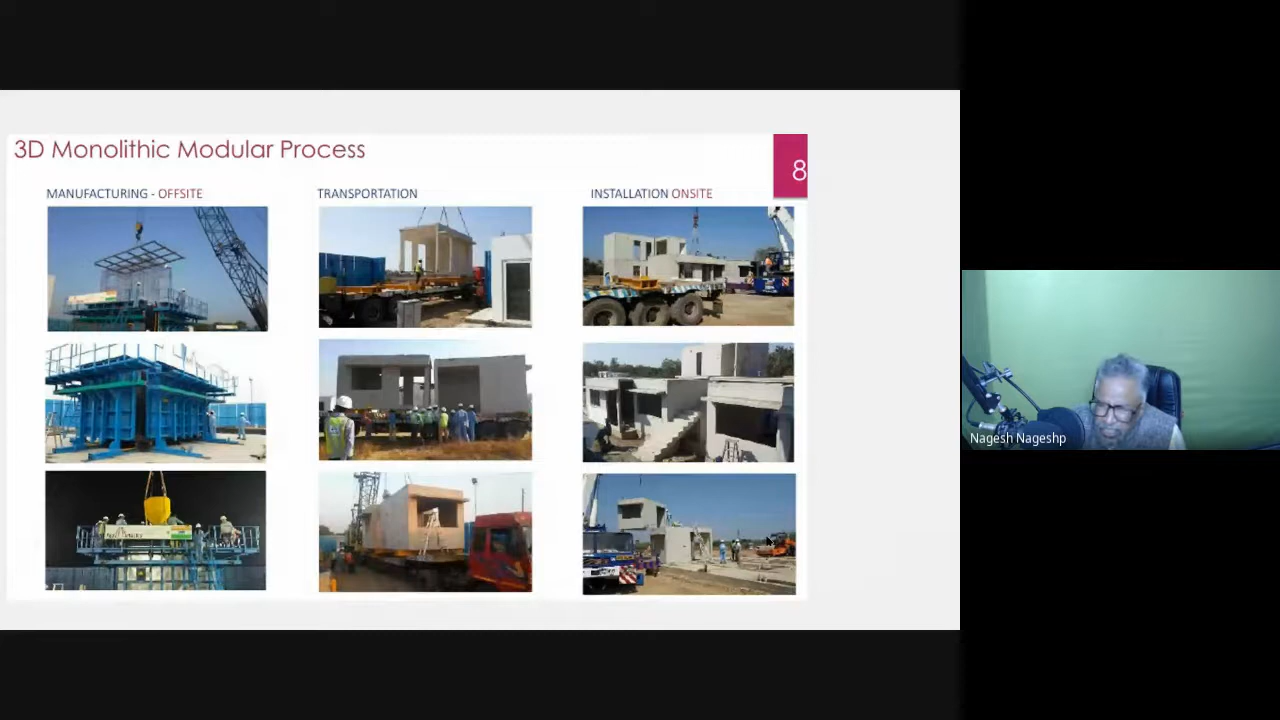 3D Monolithic Modular Process
8
MANUFACTURING - OFFSITE
TRANSPORTATION
INSTALLATION ONSITE
Nagesh Nageshp